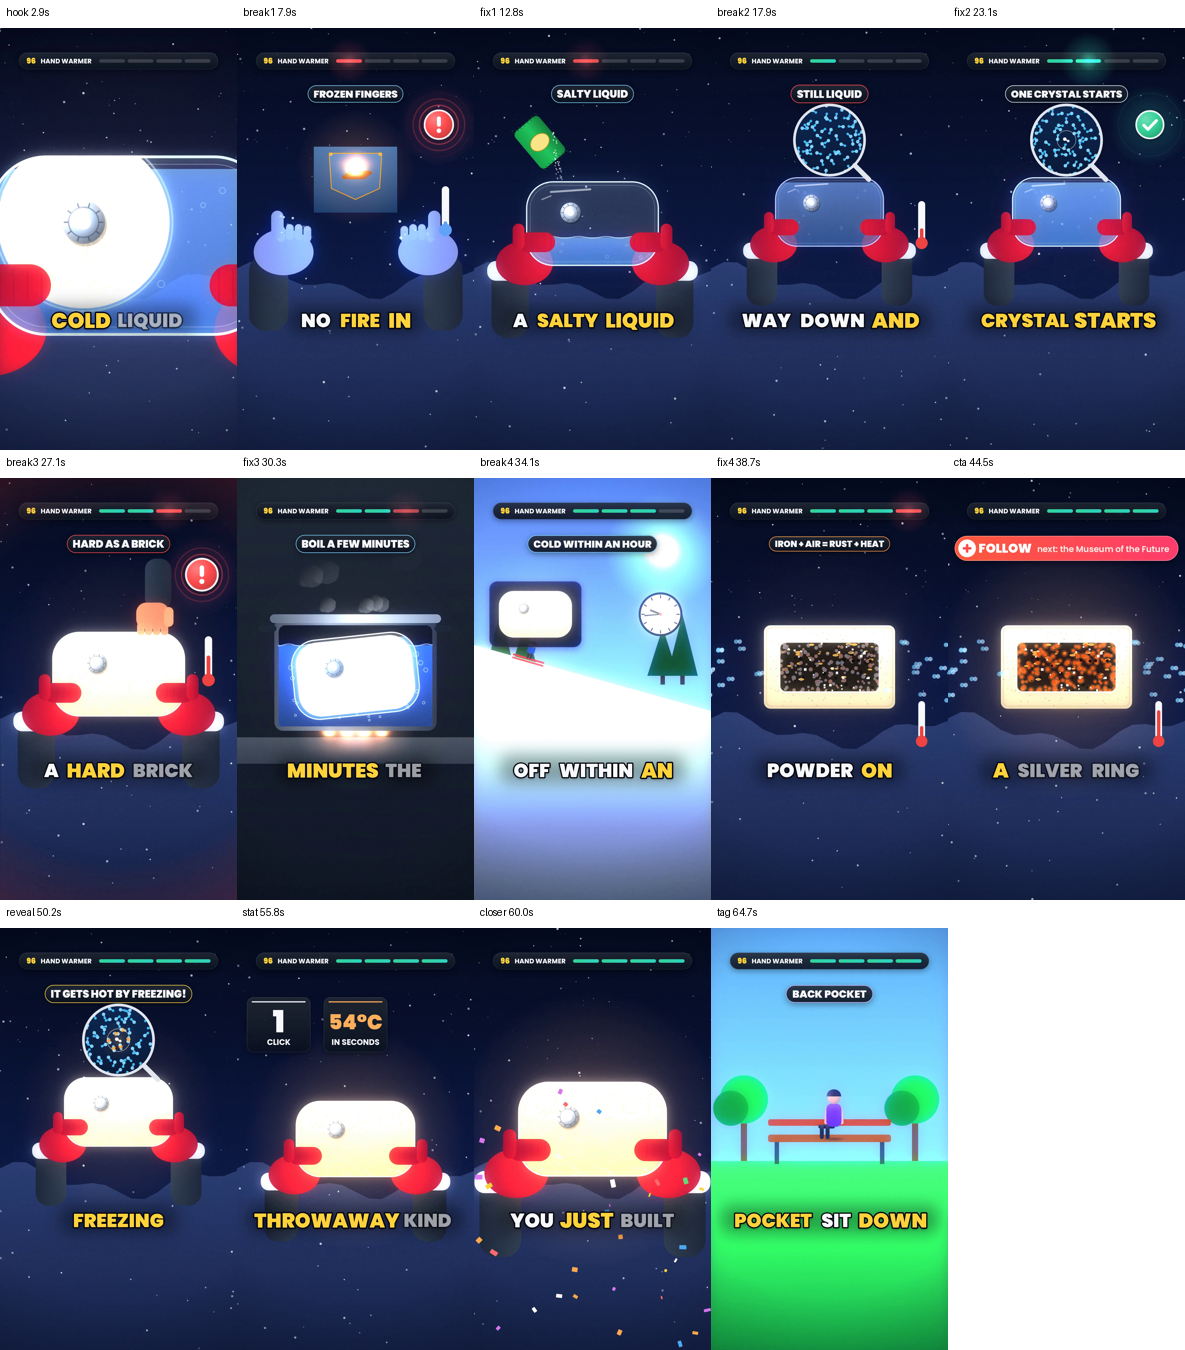 hook 2.9s
96 HAND WARMER
COLD LIQUID
break1 7.9s
96 HAND WARMER
FROZEN FINGERS
NO FIRE IN
fix1 12.8s
96 HAND WARMER
SALTY LIQUID
A SALTY LIQUID
break2 17.9s
96 HAND WARMER
STILL LIQUID
WAY DOWN AND
fix2 23.1s
96 HAND WARMER
ONE CRYSTAL STARTS
CRYSTAL STARTS
break3 27.1s
96 HAND WARMER
HARD AS A BRICK
A HARD BRICK
fix3 30.3s
96 HAND WARMER
BOIL A FEW MINUTES
MINUTES THE
break4 34.1s
96 HAND WARMER
COLD WITHIN AN HOUR
OFF WITHIN AN
fix4 38.7s
96 HAND WARMER
IRON + AIR = RUST + HEAT
POWDER ON
cta 44.5s
96 HAND WARMER
FOLLOW next: the Museum of the Future
A SILVER RING
reveal 50.2s
96 HAND WARMER
IT GETS HOT BY FREEZING!
FREEZING
stat 55.8s
96 HAND WARMER
1
CLICK
54°C
IN SECONDS
THROWAWAY KIND
closer 60.0s
96 HAND WARMER
YOU JUST BUILT
tag 64.7s
96 HAND WARMER
BACK POCKET
POCKET SIT DOWN